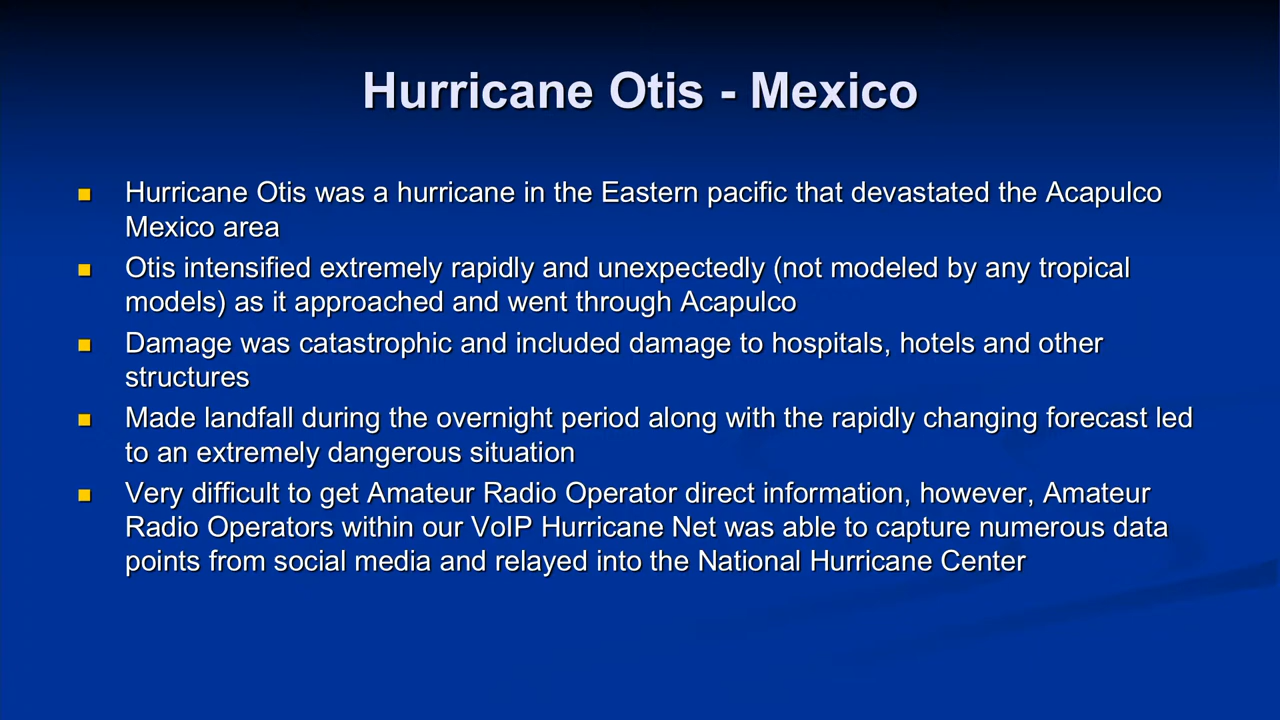 Hurricane Otis - Mexico
Hurricane Otis was a hurricane in the Eastern pacific that devastated the Acapulco
Mexico area
Otis intensified extremely rapidly and unexpectedly (not modeled by any tropical
models) as it approached and went through Acapulco
Damage was catastrophic and included damage to hospitals, hotels and other
structures
Made landfall during the overnight period along with the rapidly changing forecast led
to an extremely dangerous situation
Very difficult to get Amateur Radio Operator direct information, however, Amateur
Radio Operators within our VoIP Hurricane Net was able to capture numerous data
points from social media and relayed into the National Hurricane Center